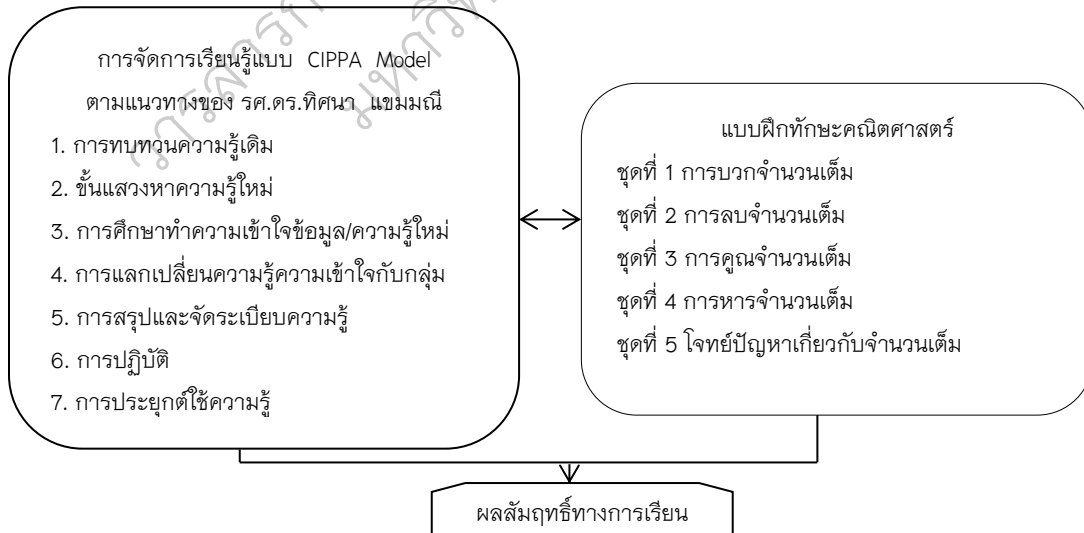 การจัดการเรียนรู้แบบ CIPPA Model
ตามแนวทางของ รศ.ดร.ทิศนา แขมมณี
1. การทบทวนความรู้เดิม
2. ขั้นแสวงหาความรู้ใหม่
3. การศึกษาทำความเข้าใจข้อมูล/ความรู้ใหม่
4. การแลกเปลี่ยนความรู้ความเข้าใจกับกลุ่ม
5. การสรุปและจัดระเบียบความรู้
6. การปฏิบัติ
7. การประยุกต์ใช้ความรู้
แบบฝึกทักษะคณิตศาสตร์
ชุดที่ 1 การบวกจำนวนเต็ม
ชุดที่ 2 การลบจำนวนเต็ม
ชุดที่ 3 การคูณจำนวนเต็ม
ชุดที่ 4 การหารจำนวนเต็ม
ชุดที่ 5 โจทย์ปัญหาเกี่ยวกับจำนวนเต็ม
ผลสัมฤทธิ์ทางการเรียน